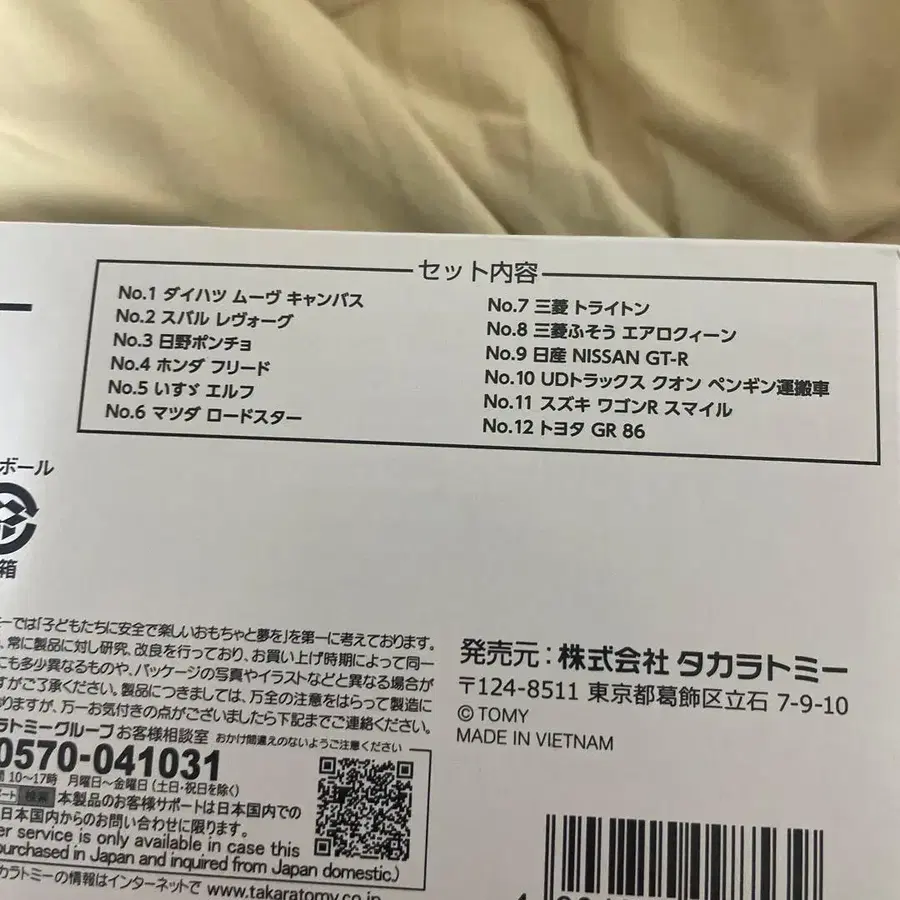 セット内容
No.1 ダイハツ ムーヴ キャンバス
No.2 スバル レヴォーグ
No.3 日野ポンチョ
No.4 ホンダ フリード
No.5 いすゞ エルフ
No.6 マツダ ロードスター
No.7 三菱 トライトン
No.8 三菱ふそう エアロクィーン
No.9 日産 NISSAN GT-R
No.10 UDトラックス クオン ペンギン運搬車
No.11 スズキ ワゴンR スマイル
No.12 トヨタ GR 86
ボール
箱
ーでは「子どもたちに安全で楽しいおもちゃと夢を」を第一に考えております。
、常に製品に対し研究、改良を行っており、お買い上げ時期によって同一
にも多少異なるものや、パッケージの写真やイラストなどと異なる場合が
すがご了承ください。製品につきましては、万全の注意をはらって製造に
りますが、万一お気付きの点がございましたら下記までご連絡ください。
ラトミーグループお客様相談室 おかけ間違えのないようご注意ください
0570-041031
間 10～17時 月曜日～金曜日(土日・祝日を除く)
ート 検索 本製品のお客様サポートは日本国内での
日本国内からのお問い合わせに限ります。
er service is only available in case this
purchased in Japan and inquired from Japan domestic.)
カラトミーの情報はインターネットで www.takaratomy.co.jp
発売元：株式会社 タカラトミー
〒124-8511 東京都葛飾区立石 7-9-10
© TOMY
MADE IN VIETNAM